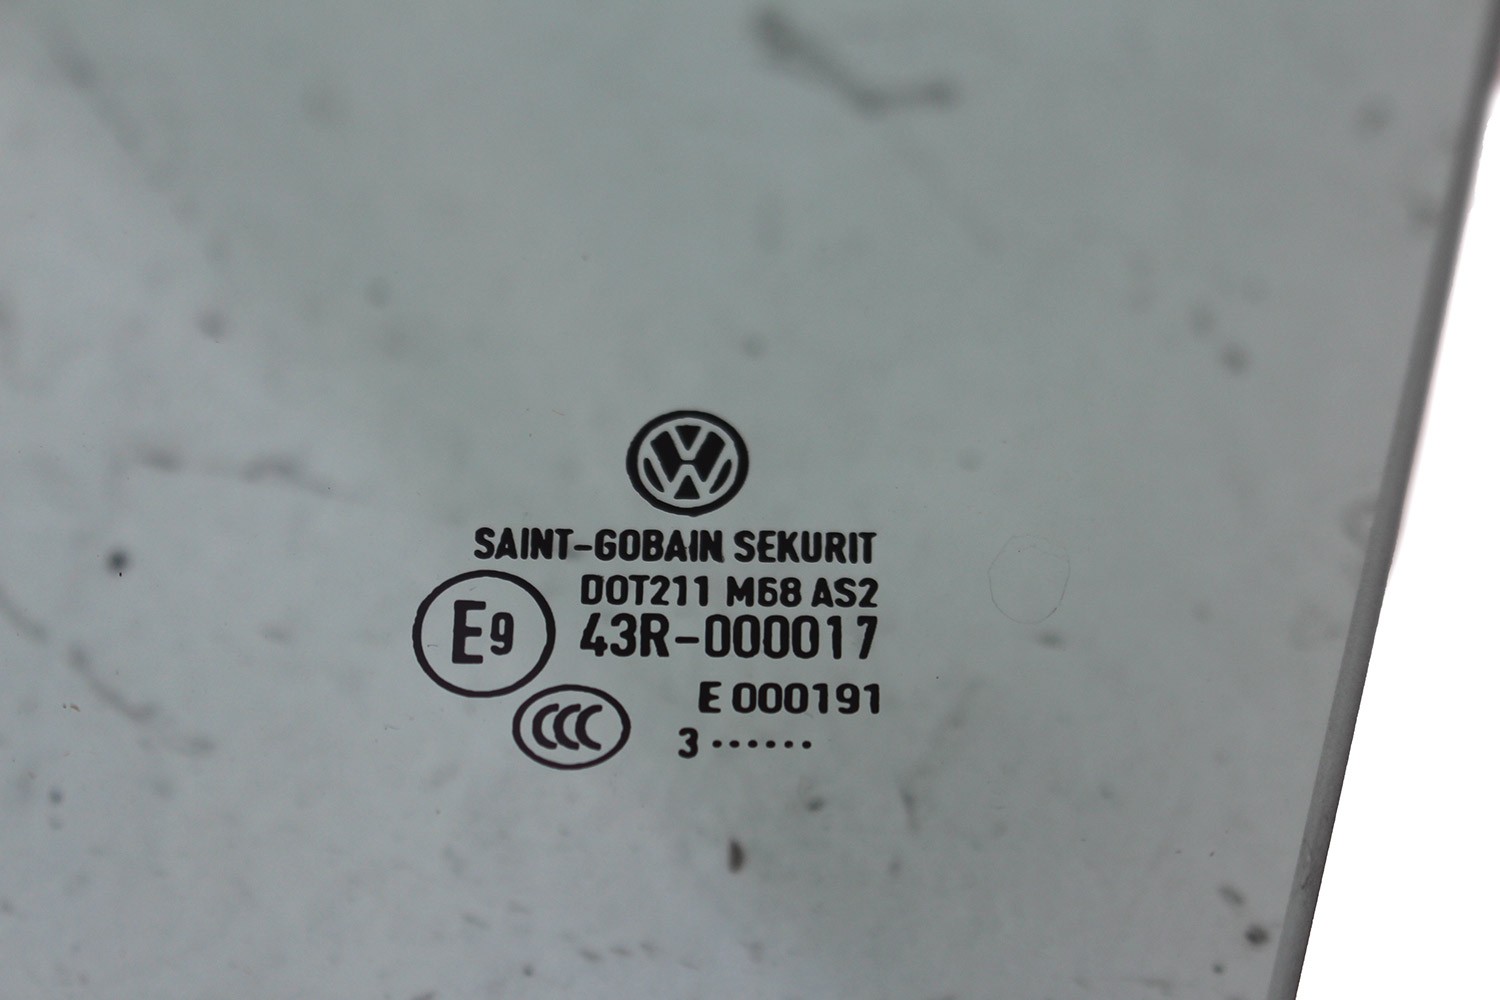 SAINT-GOBAIN SEKURIT
DOT211 M68 AS2
E9 43R-000017
E 000191
CCC 3 ······